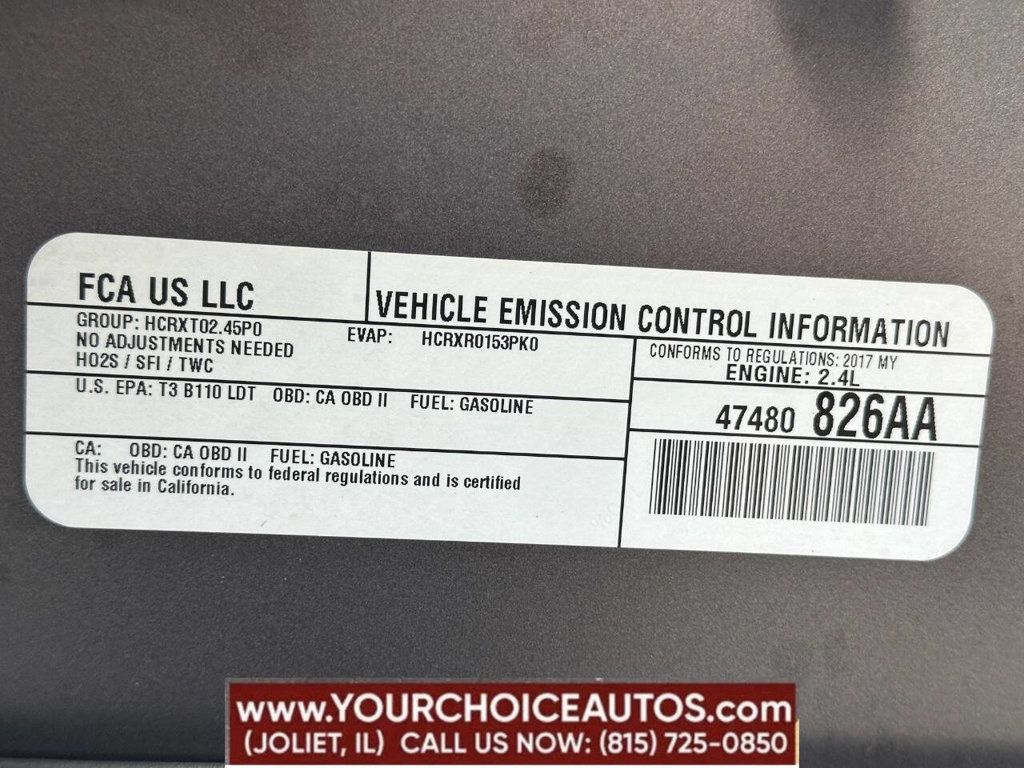 FCA US LLC
VEHICLE EMISSION CONTROL INFORMATION
GROUP: HCRXT02.45P0
EVAP: HCRXR0153PK0
NO ADJUSTMENTS NEEDED
HO2S / SFI / TWC
CONFORMS TO REGULATIONS: 2017 MY
ENGINE: 2.4L
U.S. EPA: T3 B110 LDT OBD: CA OBD II FUEL: GASOLINE
47480 826AA
CA: OBD: CA OBD II FUEL: GASOLINE
This vehicle conforms to federal regulations and is certified
for sale in California.
www.YOURCHOICEAUTOS.com
(JOLIET, IL) CALL US NOW: (815) 725-0850